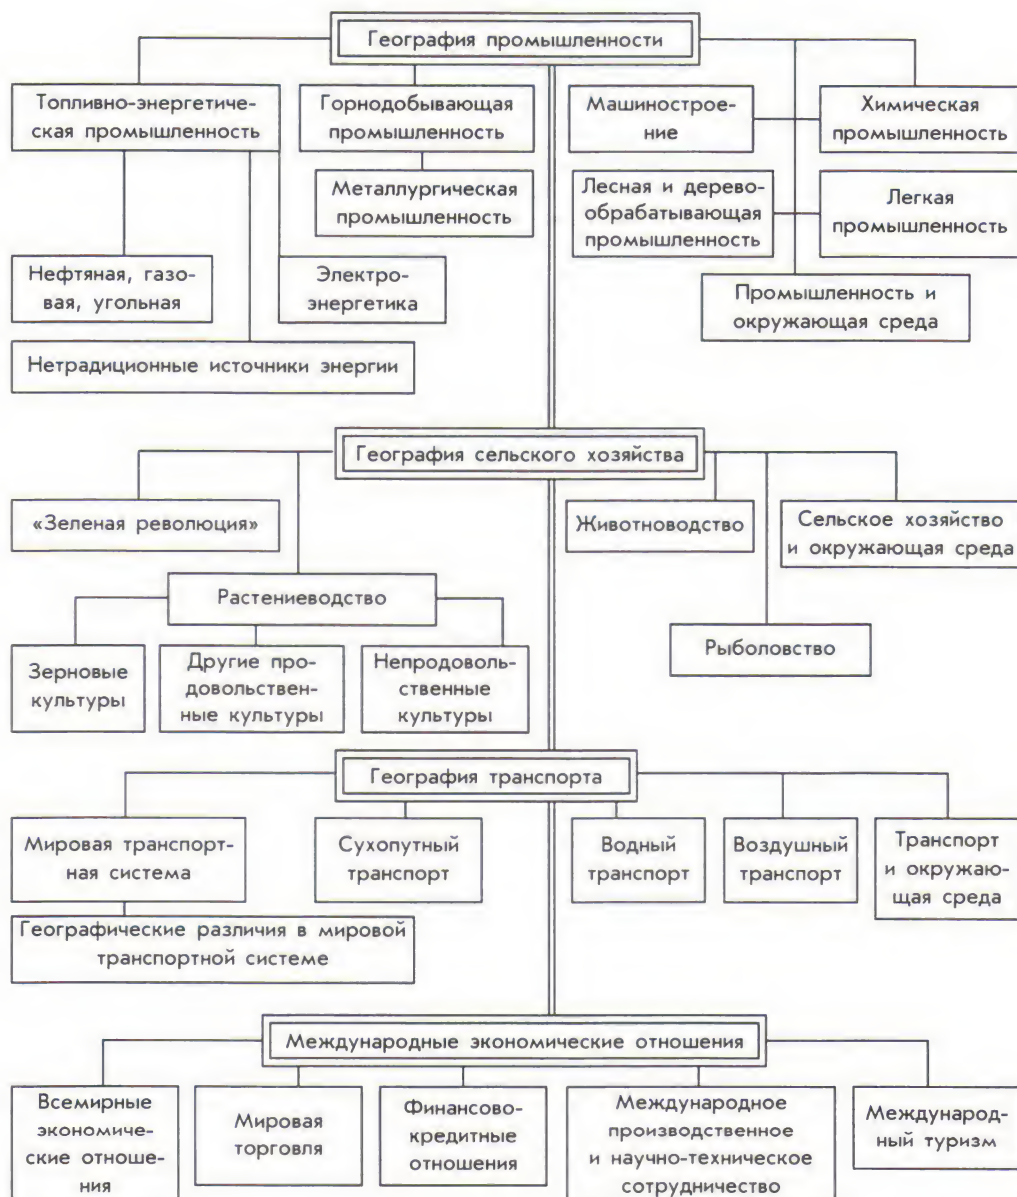 География промышленности
Топливно-энергетиче-
ская промышленность
Горнодобывающая
промышленность
Машинострое-
ние
Химическая
промышленность
Металлургическая
промышленность
Лесная и дерево-
обрабатывающая
промышленность
Легкая
промышленность
Нефтяная, газо-
вая, угольная
Электро-
энергетика
Промышленность и
окружающая среда
Нетрадиционные источники энергии
География сельского хозяйства
«Зеленая революция»
Животноводство
Сельское хозяйство
и окружающая среда
Растениеводство
Рыболовство
Зерновые
культуры
Другие про-
довольствен-
ные культуры
Непродоволь-
ственные
культуры
География транспорта
Мировая транспорт-
ная система
Сухопутный
транспорт
Водный
транспорт
Воздушный
транспорт
Транспорт
и окружаю-
щая среда
Географические различия в мировой
транспортной системе
Международные экономические отношения
Всемирные
экономиче-
ские отноше-
ния
Мировая
торговля
Финансово-
кредитные
отношения
Международное
производственное
и научно-техническое
сотрудничество
Международ-
ный туризм